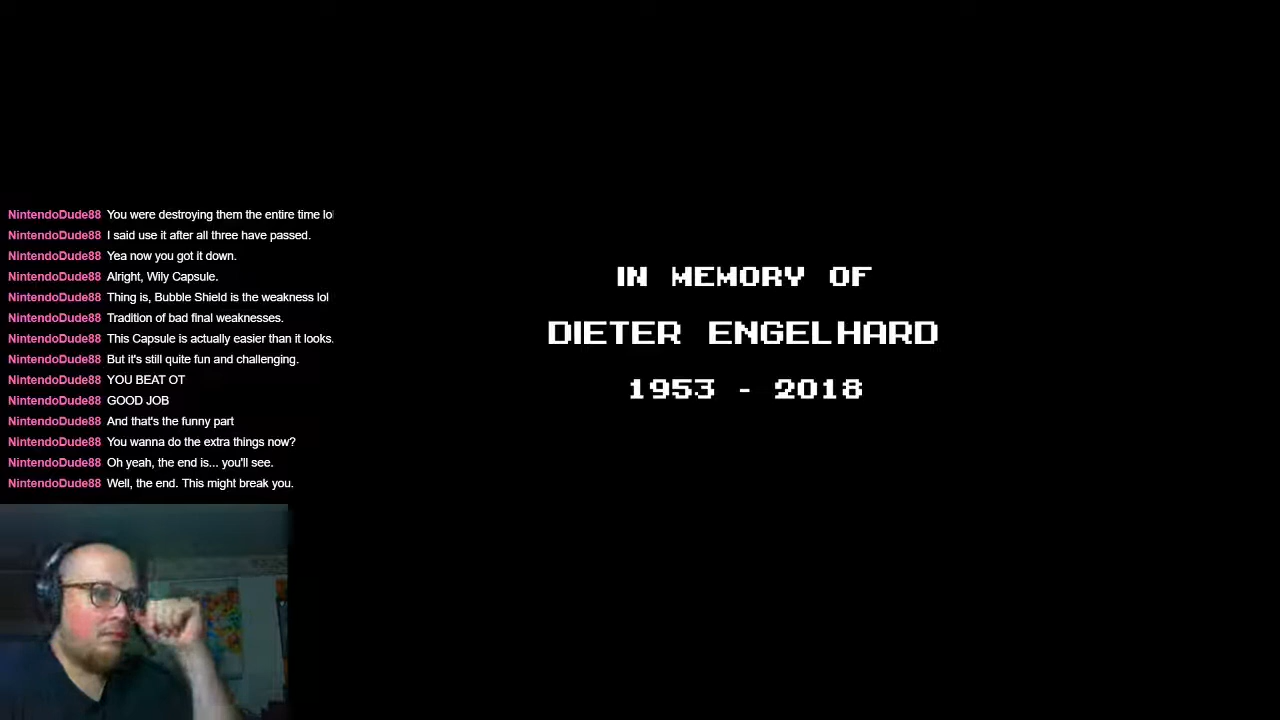 NintendoDude88 You were destroying them the entire time lo
NintendoDude88 I said use it after all three have passed.
NintendoDude88 Yea now you got it down.
NintendoDude88 Alright, Wily Capsule.
NintendoDude88 Thing is, Bubble Shield is the weakness lol
NintendoDude88 Tradition of bad final weaknesses.
NintendoDude88 This Capsule is actually easier than it looks.
NintendoDude88 But it's still quite fun and challenging.
NintendoDude88 YOU BEAT OT
NintendoDude88 GOOD JOB
NintendoDude88 And that's the funny part
NintendoDude88 You wanna do the extra things now?
NintendoDude88 Oh yeah, the end is... you'll see.
NintendoDude88 Well, the end. This might break you.
IN MEMORY OF
DIETER ENGELHARD
1953 - 2018